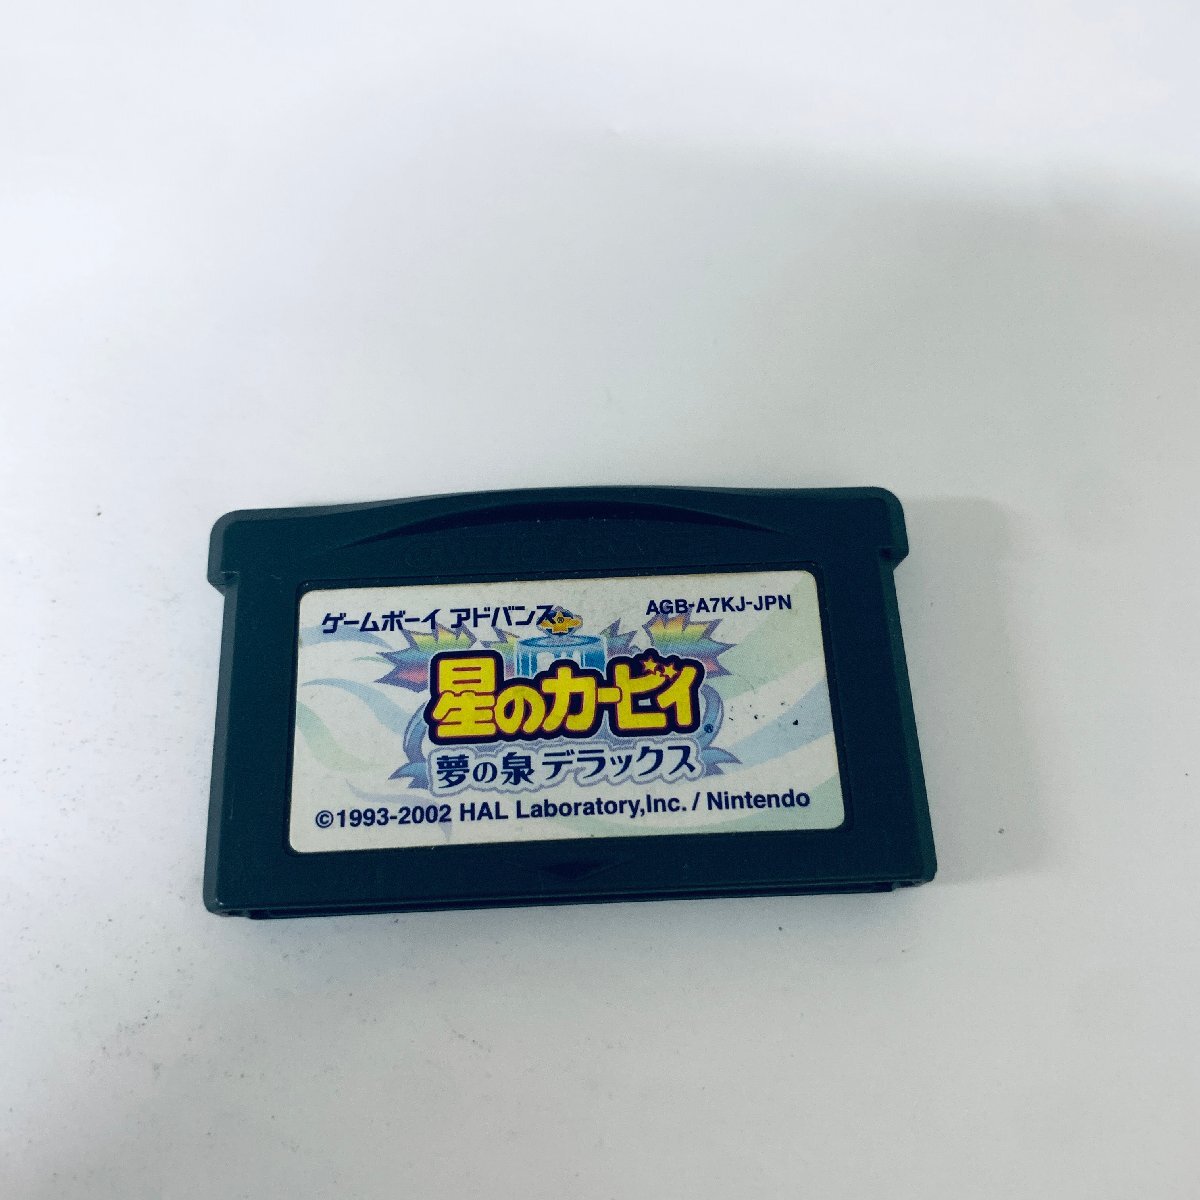 ゲームボーイ アドバンス
AGB-A7KJ-JPN
星のカービィ
夢の泉 デラックス
©1993-2002 HAL Laboratory,Inc. / Nintendo